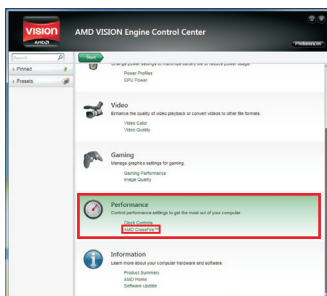 VISION
AMD
AMD VISION Engine Control Center
Preferences
Search
Start
Pinned
Presets
Change power settings to maximize battery life or reduce power usage.
Power Profiles
GPU Power
Video
Enhance the quality of video playback or convert videos to other file formats.
Video Color
Video Quality
Gaming
Manage graphics settings for gaming.
Gaming Performance
Image Quality
Performance
Control performance settings to get the most out of your computer.
Clock Controls
AMD CrossFire™
Information
Learn more about your computer hardware and software.
Product Summary
AMD Home
Software Update